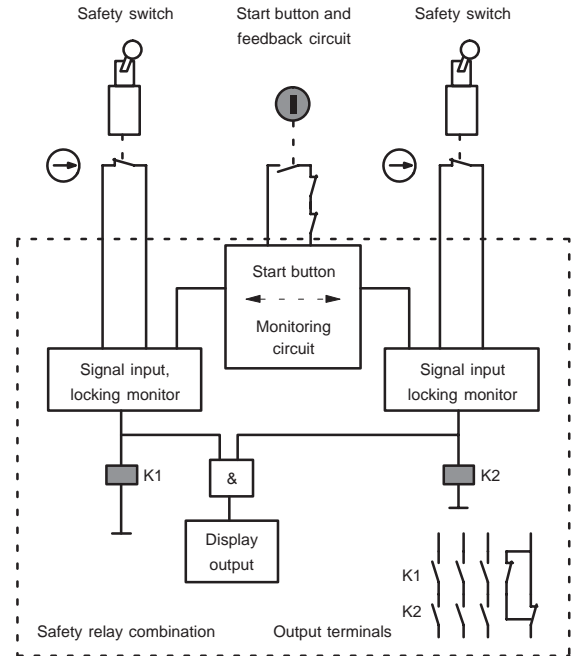 Safety switch
Start button and
feedback circuit
Safety switch
Start button
Monitoring
circuit
Signal input,
locking monitor
Signal input
locking monitor
K1
&
K2
Display
output
K1
K2
Safety relay combination
Output terminals